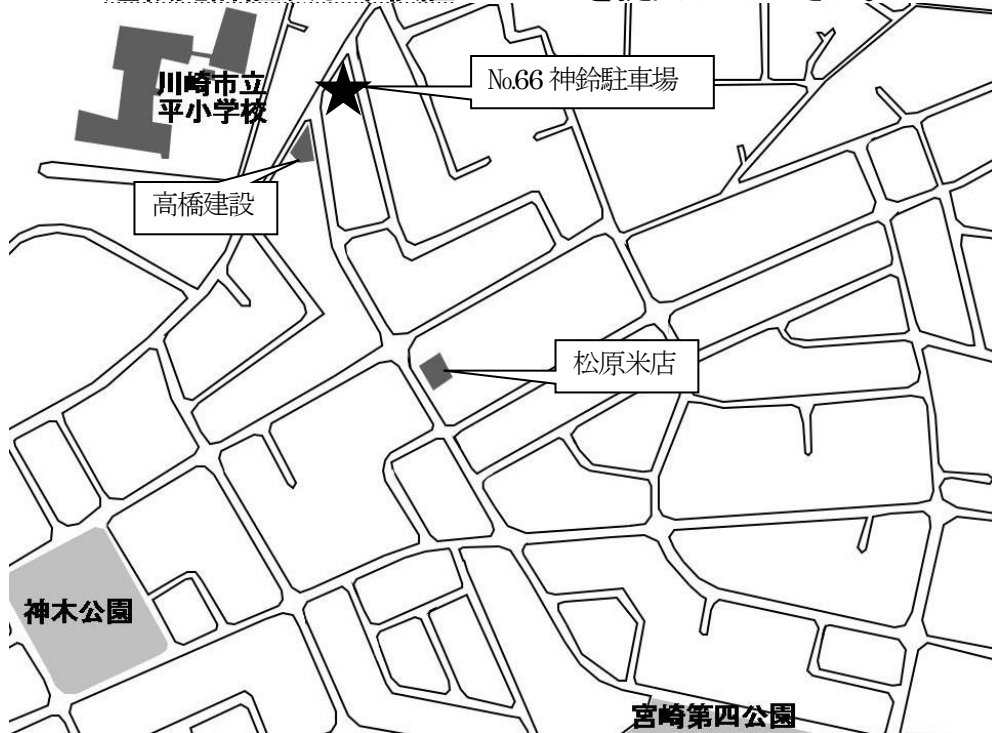 川崎市立
平小学校
№66 神鈴駐車場
高橋建設
松原米店
神木公園
宮崎第四公園